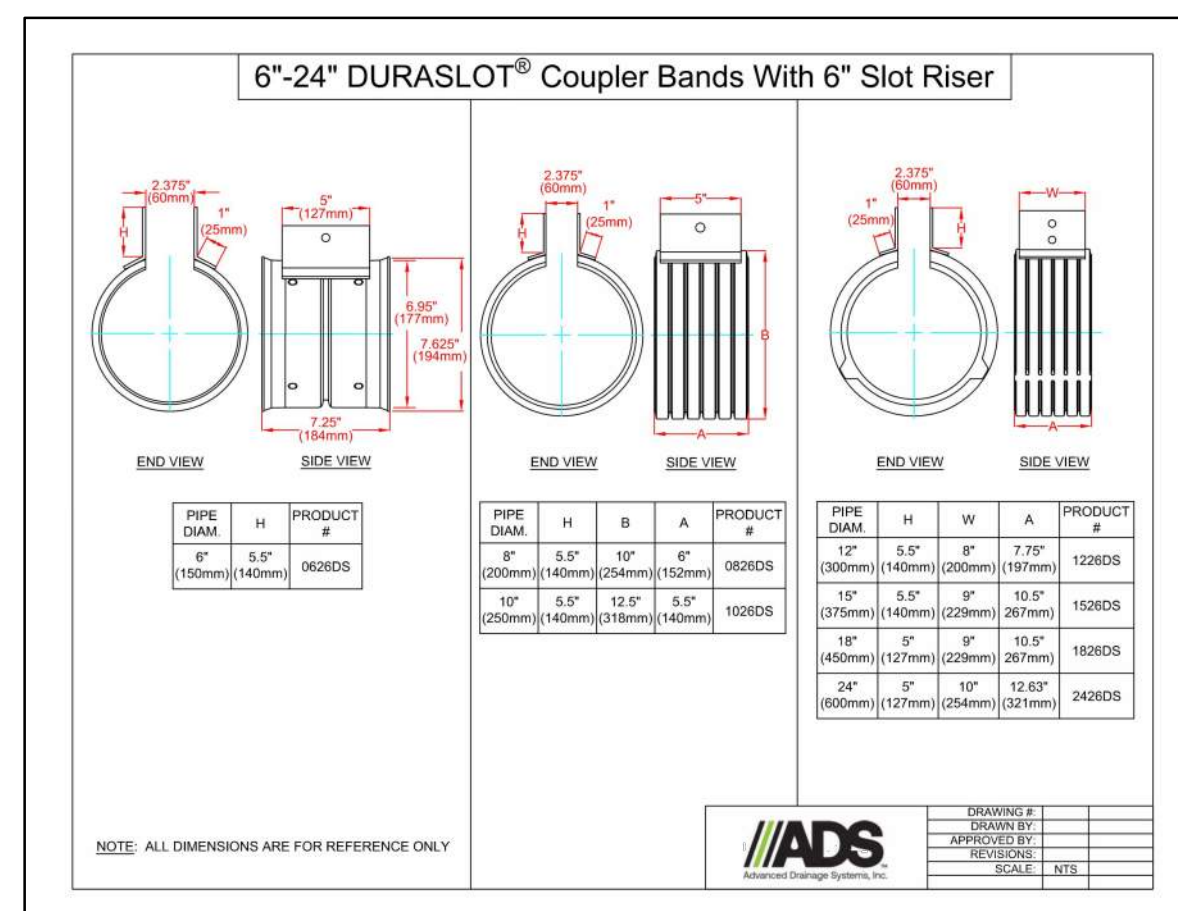 6"-24" DURASLOT® Coupler Bands With 6" Slot Riser
2.375"
(60mm)
H
1"
(25mm)
5"
(127mm)
6.95"
(177mm)
7.625"
(194mm)
7.25"
(184mm)
END VIEW
SIDE VIEW
PIPE DIAM. H PRODUCT #
6" (150mm) 5.5" (140mm) 0626DS
2.375"
(60mm)
H
1"
(25mm)
5"
B
A
END VIEW
SIDE VIEW
PIPE DIAM. H B A PRODUCT #
8" (200mm) 5.5" (140mm) 10" (254mm) 6" (152mm) 0826DS
10" (250mm) 5.5" (140mm) 12.5" (318mm) 5.5" (140mm) 1026DS
2.375"
(60mm)
1"
(25mm)
H
W
A
END VIEW
SIDE VIEW
PIPE DIAM. H W A PRODUCT #
12" (300mm) 5.5" (140mm) 8" (200mm) 7.75" (197mm) 1226DS
15" (375mm) 5.5" (140mm) 9" (229mm) 10.5" 267mm) 1526DS
18" (450mm) 5" (127mm) 9" (229mm) 10.5" 267mm) 1826DS
24" (600mm) 5" (127mm) 10" (254mm) 12.63" (321mm) 2426DS
NOTE: ALL DIMENSIONS ARE FOR REFERENCE ONLY
ADS
Advanced Drainage Systems, Inc.
DRAWING #:
DRAWN BY:
APPROVED BY:
REVISIONS:
SCALE: NTS